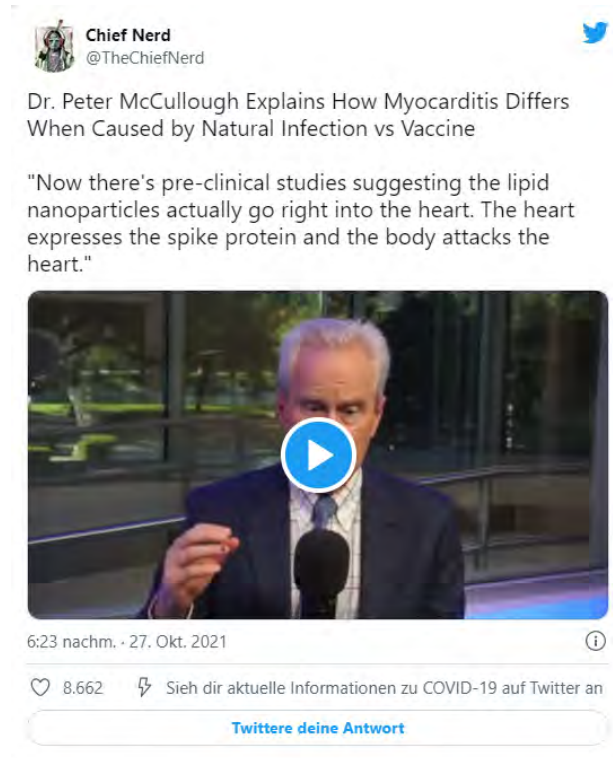 Chief Nerd
@TheChiefNerd
Dr. Peter McCullough Explains How Myocarditis Differs
When Caused by Natural Infection vs Vaccine
"Now there's pre-clinical studies suggesting the lipid
nanoparticles actually go right into the heart. The heart
expresses the spike protein and the body attacks the
heart."
6:23 nachm. · 27. Okt. 2021
8.662 Sieh dir aktuelle Informationen zu COVID-19 auf Twitter an
Twittere deine Antwort